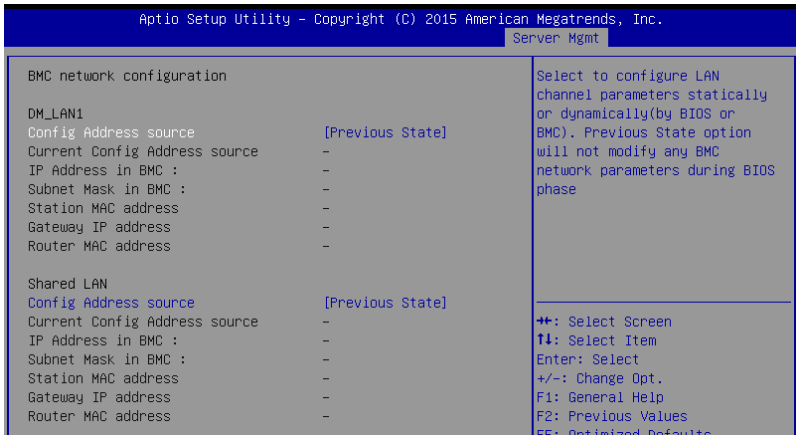 Aptio Setup Utility – Copyright (C) 2015 American Megatrends, Inc.
Server Mgmt
BMC network configuration
DM_LAN1
Config Address source [Previous State]
Current Config Address source –
IP Address in BMC : –
Subnet Mask in BMC : –
Station MAC address –
Gateway IP address –
Router MAC address –
Shared LAN
Config Address source [Previous State]
Current Config Address source –
IP Address in BMC : –
Subnet Mask in BMC : –
Station MAC address –
Gateway IP address –
Router MAC address –
Select to configure LAN
channel parameters statically
or dynamically(by BIOS or
BMC). Previous State option
will not modify any BMC
network parameters during BIOS
phase
→←: Select Screen
↑↓: Select Item
Enter: Select
+/-: Change Opt.
F1: General Help
F2: Previous Values
Optimized Defaults